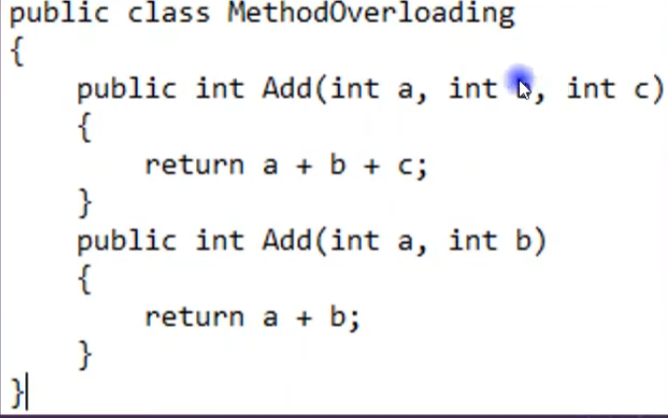 public class MethodOverloading
{
public int Add(int a, int b, int c)
{
return a + b + c;
}
public int Add(int a, int b)
{
return a + b;
}
}